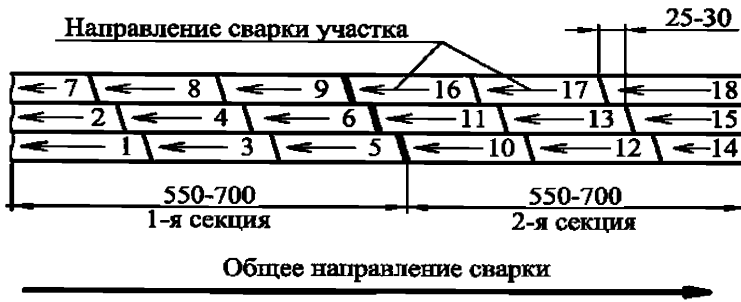 25-30
Направление сварки участка
7 8 9 16 17 18
2 4 6 11 13 15
1 3 5 10 12 14
550-700 550-700
1-я секция 2-я секция
Общее направление сварки